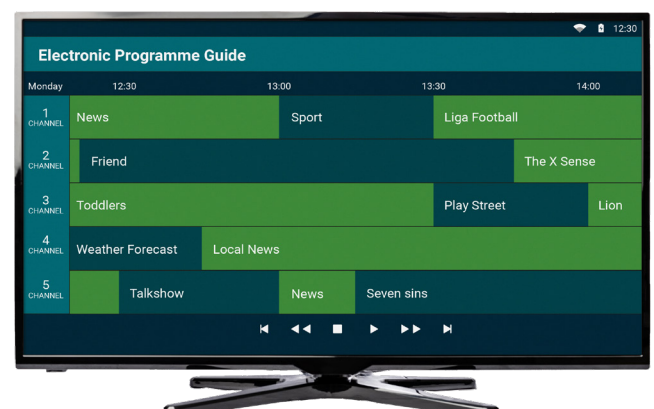 12:30
Electronic Programme Guide
Monday 12:30 13:00 13:30 14:00
1 News Sport Liga Football
CHANNEL
2 Friend The X Sense
CHANNEL
3 Toddlers Play Street Lion
CHANNEL
4 Weather Forecast Local News
CHANNEL
5 Talkshow News Seven sins
CHANNEL